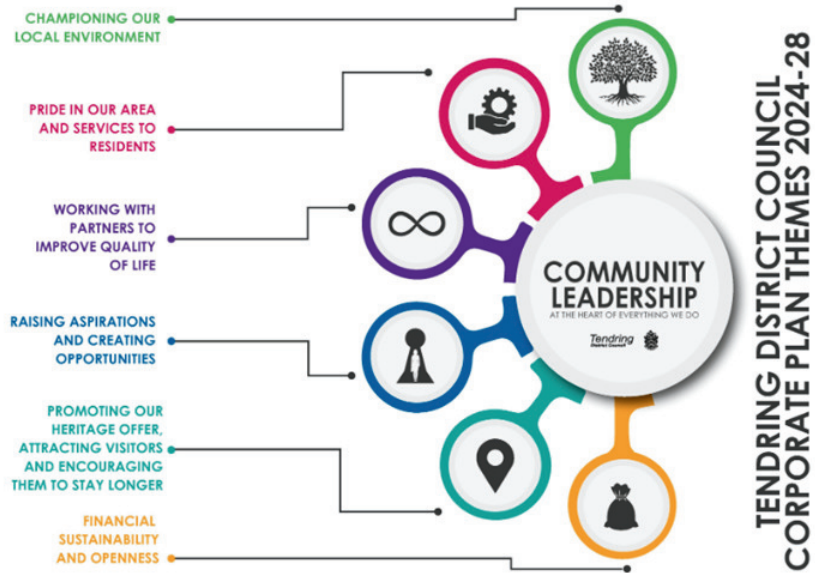 CHAMPIONING OUR
LOCAL ENVIRONMENT
PRIDE IN OUR AREA
AND SERVICES TO
RESIDENTS
WORKING WITH
PARTNERS TO
IMPROVE QUALITY
OF LIFE
RAISING ASPIRATIONS
AND CREATING
OPPORTUNITIES
PROMOTING OUR
HERITAGE OFFER,
ATTRACTING VISITORS
AND ENCOURAGING
THEM TO STAY LONGER
FINANCIAL
SUSTAINABILITY
AND OPENNESS
COMMUNITY
LEADERSHIP
AT THE HEART OF EVERYTHING WE DO
Tendring
District Council
TENDRING DISTRICT COUNCIL
CORPORATE PLAN THEMES 2024-28